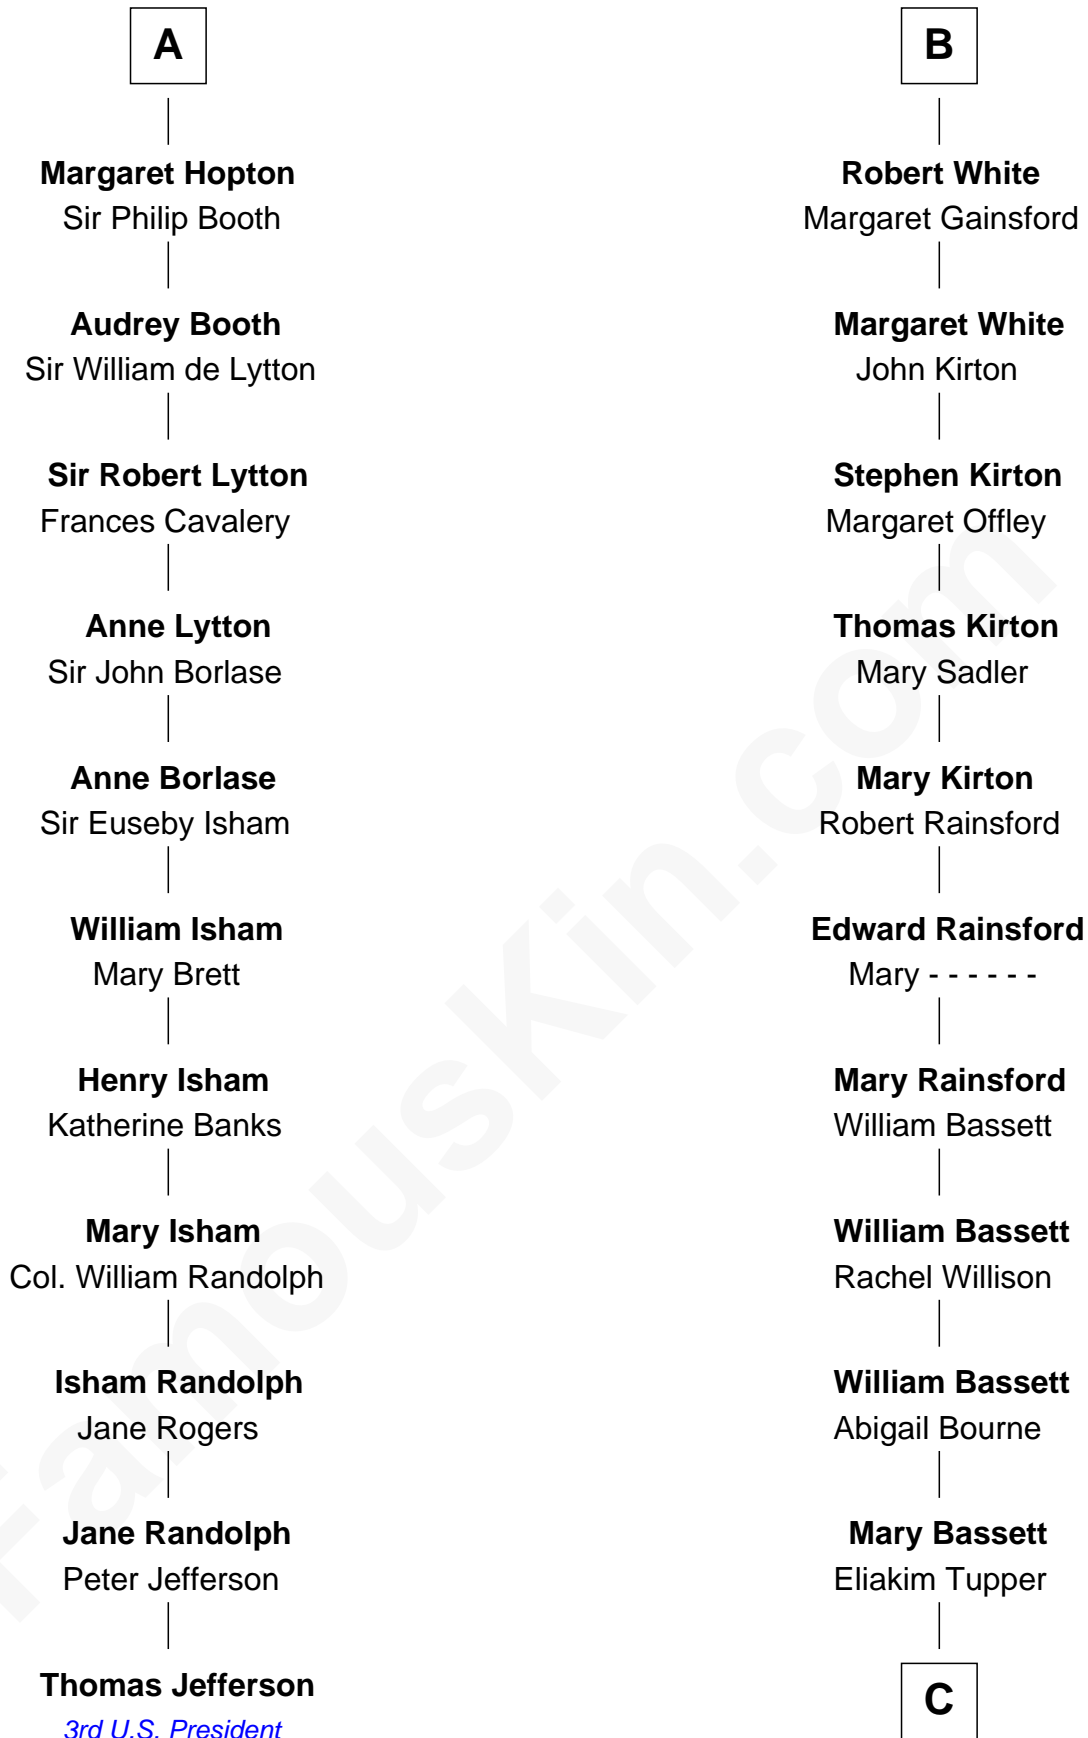 A
Margaret Hopton
Sir Philip Booth
Audrey Booth
Sir William de Lytton
Sir Robert Lytton
Frances Cavalery
Anne Lytton
Sir John Borlase
Anne Borlase
Sir Euseby Isham
William Isham
Mary Brett
Henry Isham
Katherine Banks
Mary Isham
Col. William Randolph
Isham Randolph
Jane Rogers
Jane Randolph
Peter Jefferson
Thomas Jefferson
3rd U.S. President
B
Robert White
Margaret Gainsford
Margaret White
John Kirton
Stephen Kirton
Margaret Offley
Thomas Kirton
Mary Sadler
Mary Kirton
Robert Rainsford
Edward Rainsford
Mary - - - - - -
Mary Rainsford
William Bassett
William Bassett
Rachel Willison
William Bassett
Abigail Bourne
Mary Bassett
Eliakim Tupper
C
FamousKin.com